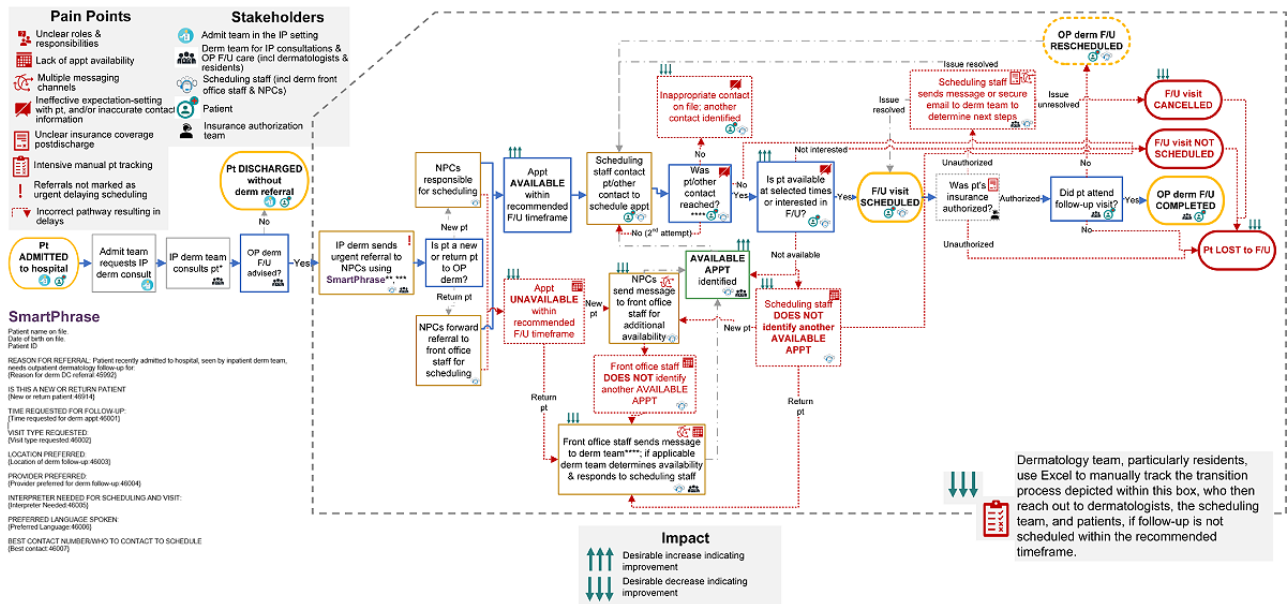 Pain Points
Unclear roles &
responsibilities
Lack of appt availability
Multiple messaging
channels
Ineffective expectation-setting
with pt, and/or inaccurate contact
information
Unclear insurance coverage
postdischarge
Intensive manual pt tracking
Referrals not marked as
urgent delaying scheduling
Incorrect pathway resulting in
delays
Stakeholders
Admit team in the IP setting
Derm team for IP consultations &
OP F/U care (incl dermatologists &
residents)
Scheduling staff (incl derm front
office staff & NPCs)
Patient
Insurance authorization
team
Pt DISCHARGED
without
derm referral
No
Pt
ADMITTED
to hospital
Admit team
requests IP
derm consult
IP derm team
consults pt*
OP derm
F/U
advised?
Yes
IP derm sends
urgent referral to
NPCs using
SmartPhrase**,***
Is pt a new
or return pt to
OP derm?
New pt
Return
pt
NPCs
responsible for
scheduling
NPCs forward
referral to
front office
staff for
scheduling
Appt
AVAILABLE
within
recommended
F/U timeframe
Appt
UNAVAILABLE
within
recommended
F/U timeframe
New
pt
Return
pt
Scheduling
staff contact
pt/other
contact to
schedule appt
Inappropriate contact
on file; another
contact identified
No
Was
pt/other
contact
reached?
****
No
Yes
No (2nd attempt)
NPCs
send message
to front office
staff for
additional
availability
AVAILABLE
APPT
identified
Front office staff
DOES NOT identify
another AVAILABLE
APPT
Front office staff sends message
to derm team****; if applicable
derm team determines availability
& responds to scheduling staff
Not interested
Is pt
available at
selected times
or interested in
F/U?
Yes
Not
available
Scheduling staff
DOES NOT
identify another
AVAILABLE
APPT
New pt
Return
pt
F/U visit
SCHEDULED
Issue
resolved
Issue resolved
Scheduling staff
sends message or secure
email to derm team to
determine next steps
Issue
unresolved
Unauthorized
Was pt's
insurance
authorized?
Authorized
Unauthorized
OP derm F/U
RESCHEDULED
No
Did pt attend
follow-up visit?
Yes
No
OP derm F/U
COMPLETED
F/U visit
CANCELLED
F/U visit NOT
SCHEDULED
Pt LOST to F/U
SmartPhrase
Patient name on file.
Date of birth on file.
Patient ID
REASON FOR REFERRAL: Patient recently admitted to hospital, seen by inpatient derm team,
needs outpatient dermatology follow-up for:
[Reason for derm DC referral:45992]
IS THIS A NEW OR RETURN PATIENT
[New or return patient:46914]
TIME REQUESTED FOR FOLLOW-UP:
[Time requested for derm appt:46001]
[
VISIT TYPE REQUESTED:
[Visit type requested:46002]
LOCATION PREFERRED:
[Location of derm follow-up:46003]
PROVIDER PREFERRED:
[Provider preferred for derm follow-up:46004]
INTERPRETER NEEDED FOR SCHEDULING AND VISIT:
[Interpreter Needed:46005]
PREFERRED LANGUAGE SPOKEN:
[Preferred Language:46006]
BEST CONTACT NUMBER/WHO TO CONTACT TO SCHEDULE
[Best contact:46007]
Impact
Desirable increase indicating
improvement
Desirable decrease indicating
improvement
Dermatology team, particularly residents,
use Excel to manually track the transition
process depicted within this box, who then
reach out to dermatologists, the scheduling
team, and patients, if follow-up is not
scheduled within the recommended
timeframe.